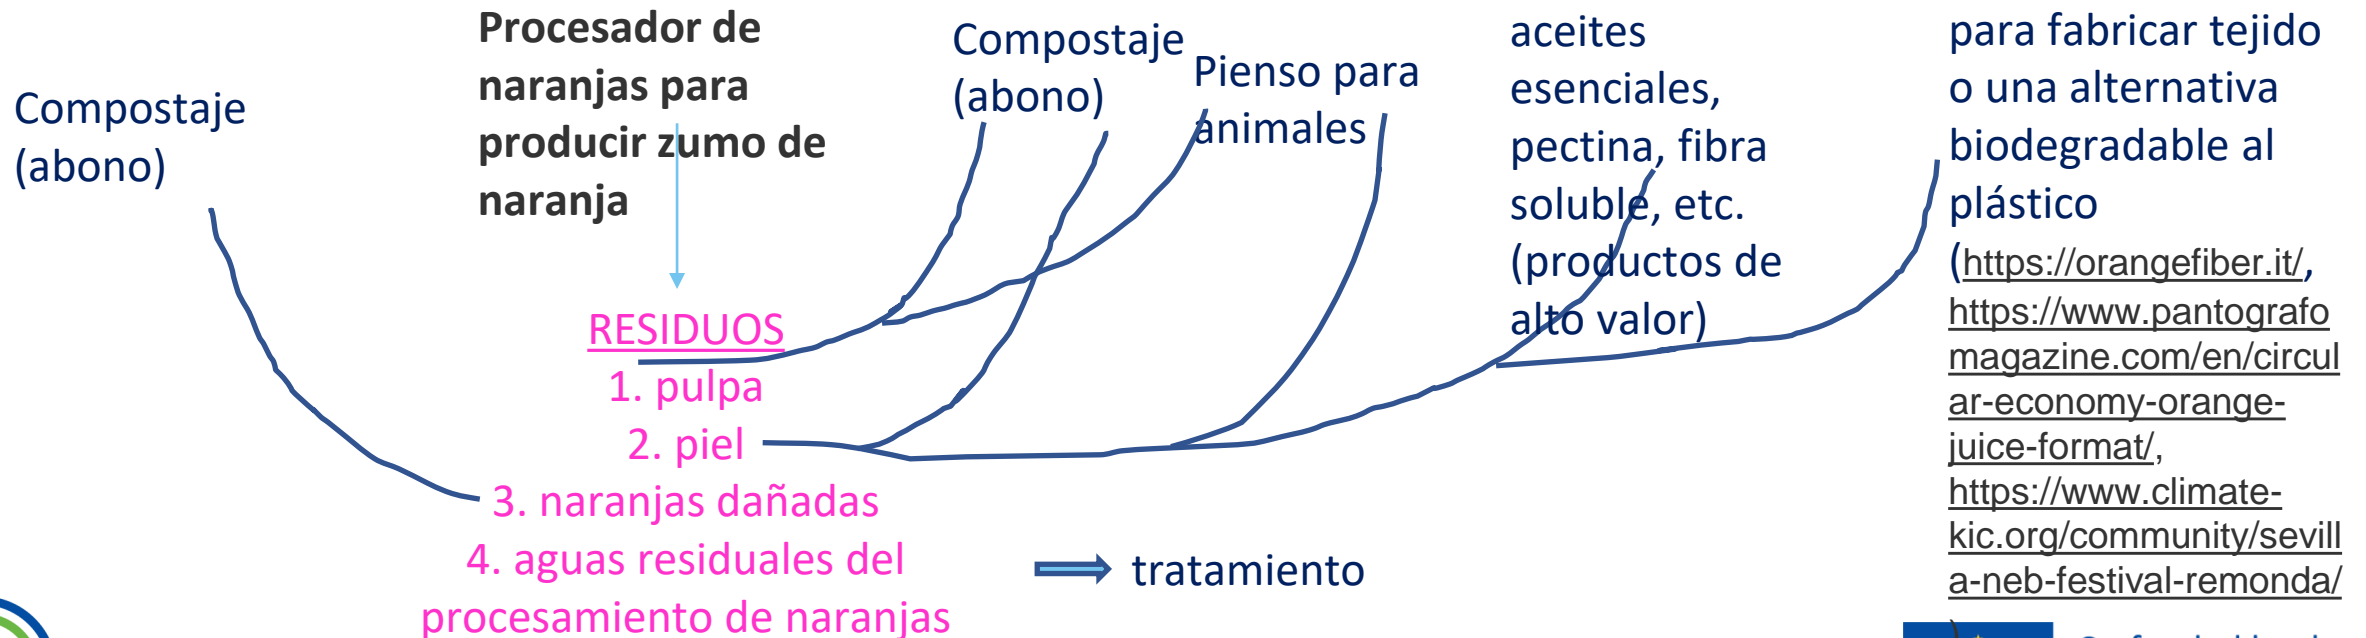 Compostaje
(abono)
Procesador de
naranjas para
producir zumo de
naranja
Compostaje
(abono)
Pienso para
animales
aceites
esenciales,
pectina, fibra
soluble, etc.
(productos de
alto valor)
para fabricar tejido
o una alternativa
biodegradable al
plástico
(https://orangefiber.it/,
https://www.pantografo
magazine.com/en/circul
ar-economy-orange-
juice-format/,
https://www.climate-
kic.org/community/sevill
a-neb-festival-remonda/
)
RESIDUOS
1. pulpa
2. piel
3. naranjas dañadas
4. aguas residuales del
procesamiento de naranjas
tratamiento